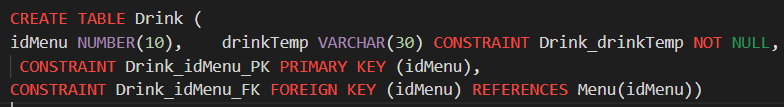 CREATE TABLE Drink (
idMenu NUMBER(10),    drinkTemp VARCHAR(30) CONSTRAINT Drink_drinkTemp NOT NULL,
 CONSTRAINT Drink_idMenu_PK PRIMARY KEY (idMenu),
CONSTRAINT Drink_idMenu_FK FOREIGN KEY (idMenu) REFERENCES Menu(idMenu))